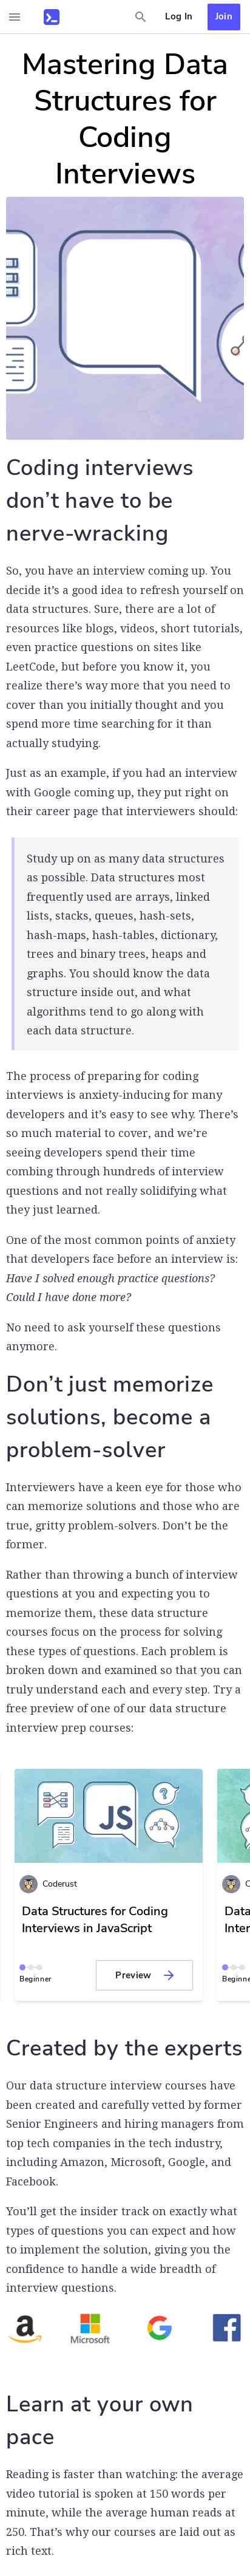 Log In
Join
Mastering Data
Structures for
Coding
Interviews
Coding interviews
don’t have to be
nerve-wracking
So, you have an interview coming up. You
decide it’s a good idea to refresh yourself on
data structures. Sure, there are a lot of
resources like blogs, videos, short tutorials,
even practice questions on sites like
LeetCode, but before you know it, you
realize there’s way more that you need to
cover than you initially thought and you
spend more time searching for it than
actually studying.
Just as an example, if you had an interview
with Google coming up, they put right on
their career page that interviewers should:
Study up on as many data structures
as possible. Data structures most
frequently used are arrays, linked
lists, stacks, queues, hash-sets,
hash-maps, hash-tables, dictionary,
trees and binary trees, heaps and
graphs. You should know the data
structure inside out, and what
algorithms tend to go along with
each data structure.
The process of preparing for coding
interviews is anxiety-inducing for many
developers and it’s easy to see why. There’s
so much material to cover, and we’re
seeing developers spend their time
combing through hundreds of interview
questions and not really solidifying what
they just learned.
One of the most common points of anxiety
that developers face before an interview is:
Have I solved enough practice questions?
Could I have done more?
No need to ask yourself these questions
anymore.
Don’t just memorize
solutions, become a
problem-solver
Interviewers have a keen eye for those who
can memorize solutions and those who are
true, gritty problem-solvers. Don’t be the
former.
Rather than throwing a bunch of interview
questions at you and expecting you to
memorize them, these data structure
courses focus on the process for solving
these types of questions. Each problem is
broken down and examined so that you can
truly understand each and every step. Try a
free preview of one of our data structure
interview prep courses:
JS
Coderust
C
Data Structures for Coding
Interviews in JavaScript
Data
Inter
Beginner
Preview
Beginne
Created by the experts
Our data structure interview courses have
been created and carefully vetted by former
Senior Engineers and hiring managers from
top tech companies in the tech industry,
including Amazon, Microsoft, Google, and
Facebook.
You’ll get the insider track on exactly what
types of questions you can expect and how
to implement the solution, giving you the
confidence to handle a wide breadth of
interview questions.
a
Microsoft
G
f
Learn at your own
pace
Reading is faster than watching: the average
video tutorial is spoken at 150 words per
minute, while the average human reads at
250. That’s why our courses are laid out as
rich text.